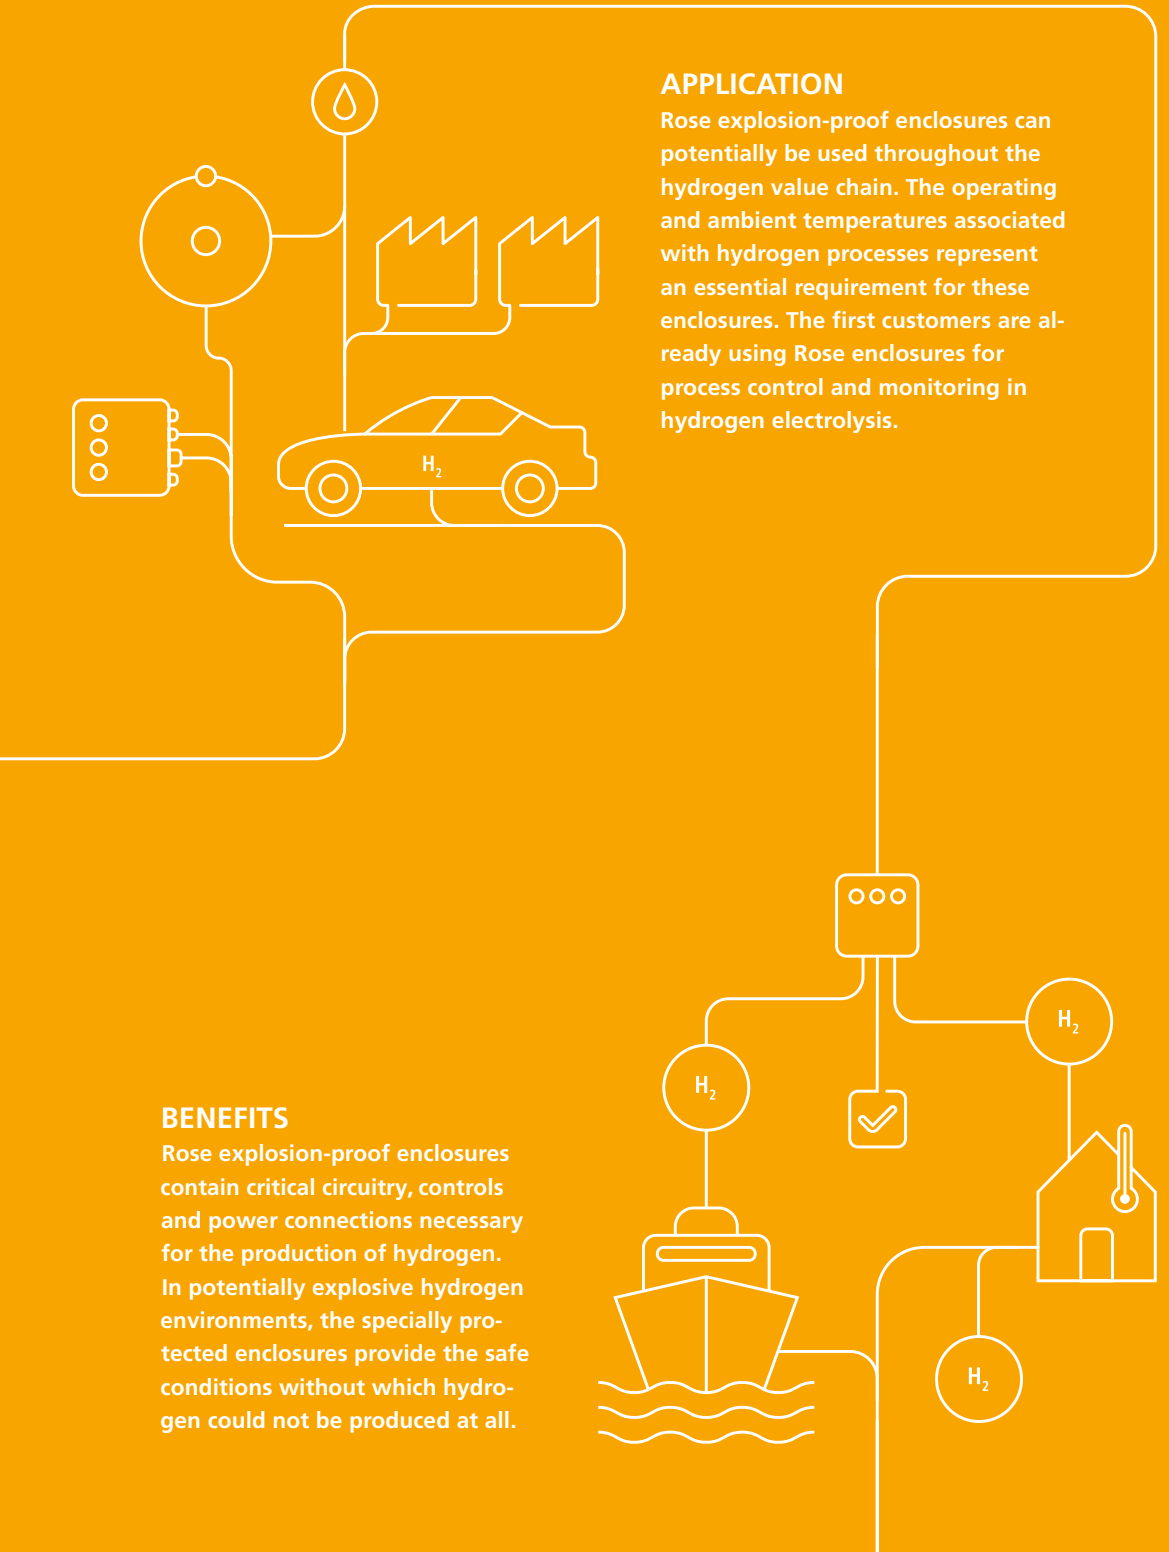 APPLICATION
Rose explosion-proof enclosures can
potentially be used throughout the
hydrogen value chain. The operating
and ambient temperatures associated
with hydrogen processes represent
an essential requirement for these
enclosures. The first customers are al-
ready using Rose enclosures for
process control and monitoring in
hydrogen electrolysis.
H₂
H₂
H₂
BENEFITS
Rose explosion-proof enclosures
contain critical circuitry, controls
and power connections necessary
for the production of hydrogen.
In potentially explosive hydrogen
environments, the specially pro-
tected enclosures provide the safe
conditions without which hydro-
gen could not be produced at all.
H₂